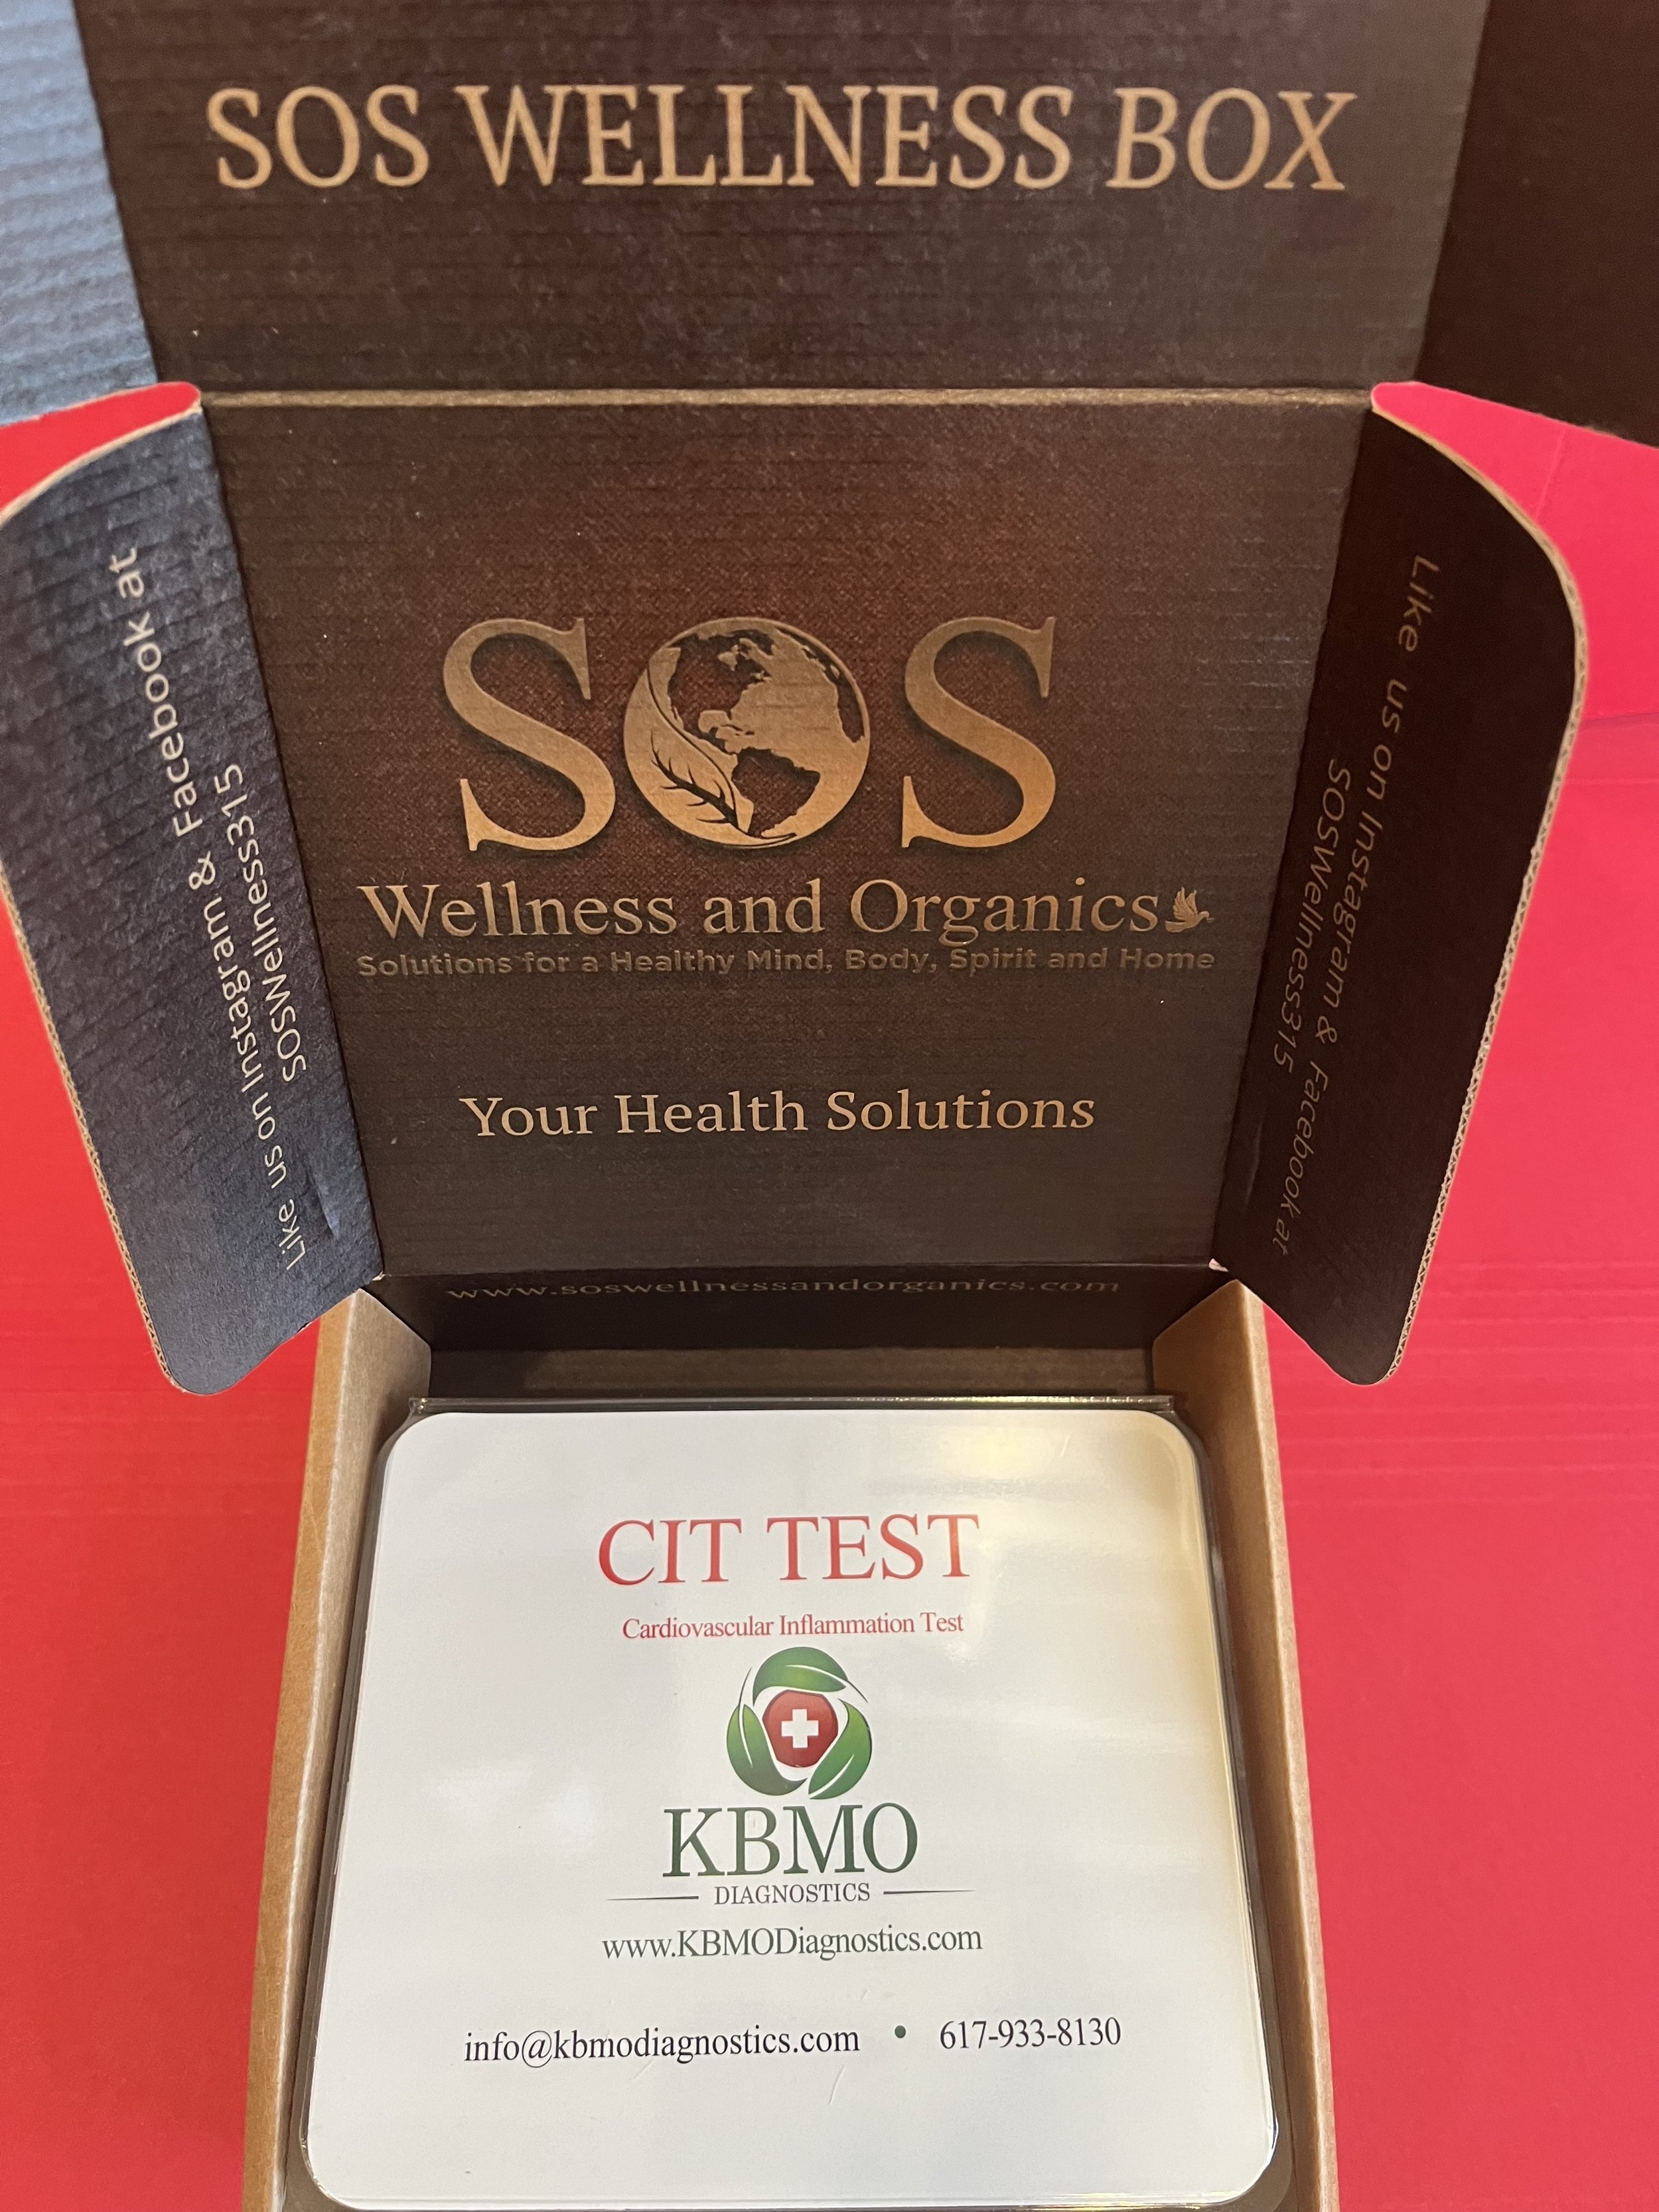 SOS WELLNESS BOX
Like us on Instagram & Facebook at
SOSWellness315
SOS
Wellness and Organics
Solutions for a Healthy Mind, Body, Spirit and Home
Your Health Solutions
Like us on Instagram & Facebook at
SOSWellness315
www.soswellnessandorganics.com
CIT TEST
Cardiovascular Inflammation Test
KBMO
DIAGNOSTICS
www.KBMODiagnostics.com
info@kbmodiagnostics.com • 617-933-8130